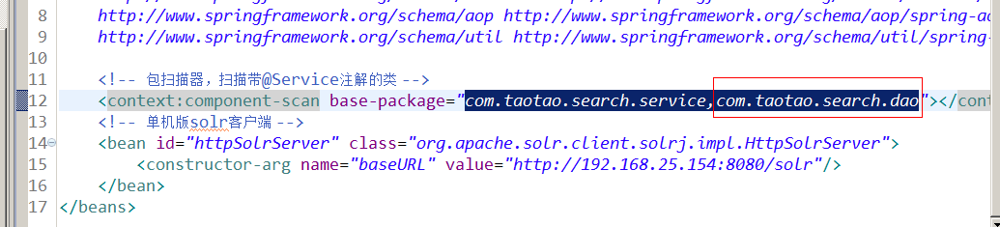 8 http://www.springframework.org/schema/aop http://www.springframework.org/schema/aop/spring-ao
9 http://www.springframework.org/schema/util http://www.springframework.org/schema/util/spring-
10
11 <!-- 包扫描器，扫描带@Service注解的类 -->
12 <context:component-scan base-package="com.taotao.search.service,com.taotao.search.dao"></cont
13 <!-- 单机版solr客户端 -->
14 <bean id="httpSolrServer" class="org.apache.solr.client.solrj.impl.HttpSolrServer">
15 <constructor-arg name="baseURL" value="http://192.168.25.154:8080/solr"/>
16 </bean>
17 </beans>